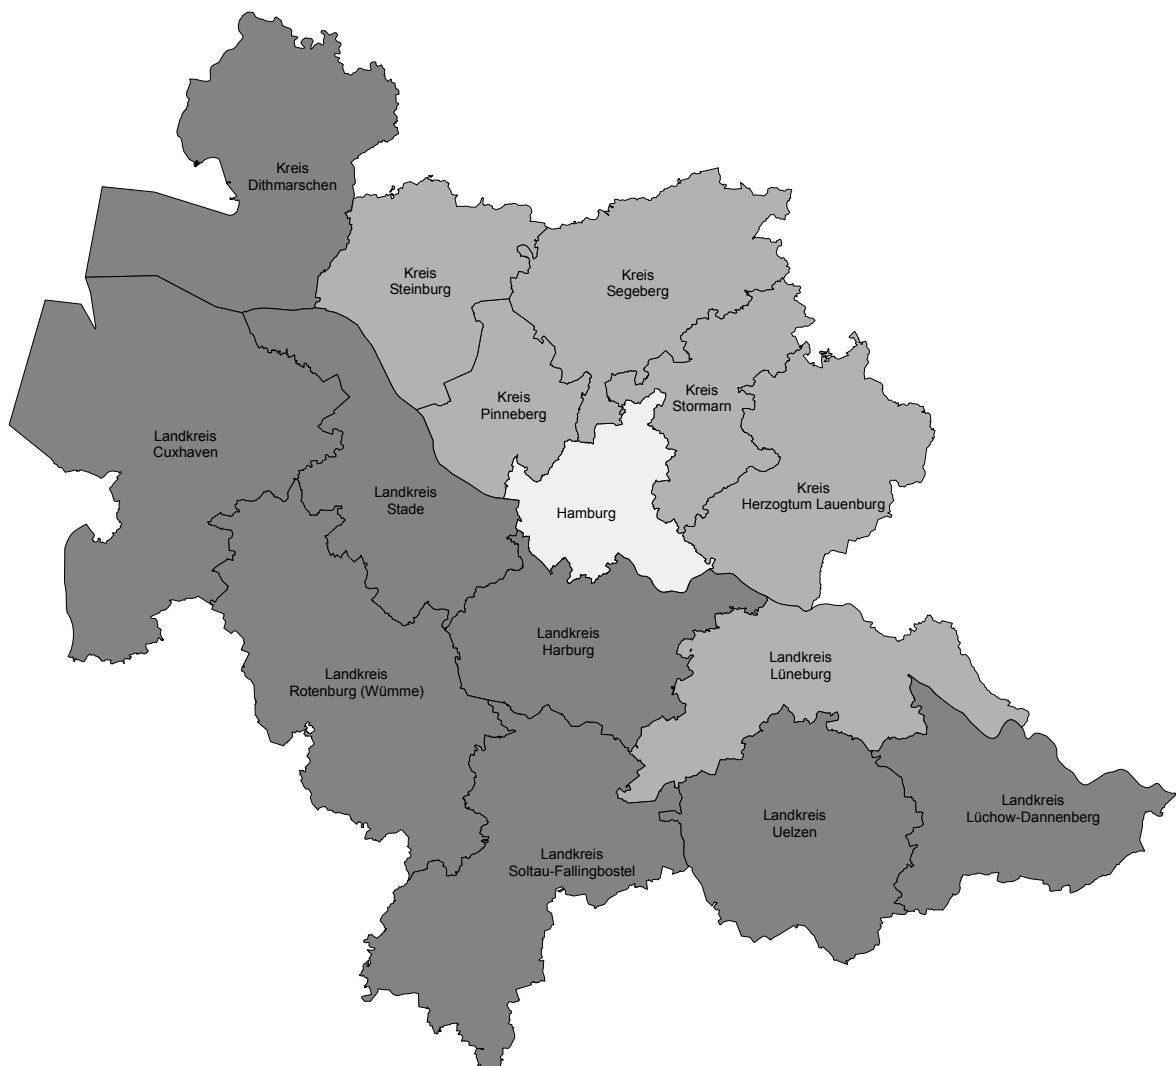 Kreis
Dithmarschen
Kreis
Steinburg
Kreis
Segeberg
Kreis
Pinneberg
Kreis
Stormarn
Landkreis
Cuxhaven
Landkreis
Stade
Hamburg
Kreis
Herzogtum Lauenburg
Landkreis
Harburg
Landkreis
Lüneburg
Landkreis
Rotenburg (Wümme)
Landkreis
Soltau-Fallingbostel
Landkreis
Uelzen
Landkreis
Lüchow-Dannenberg